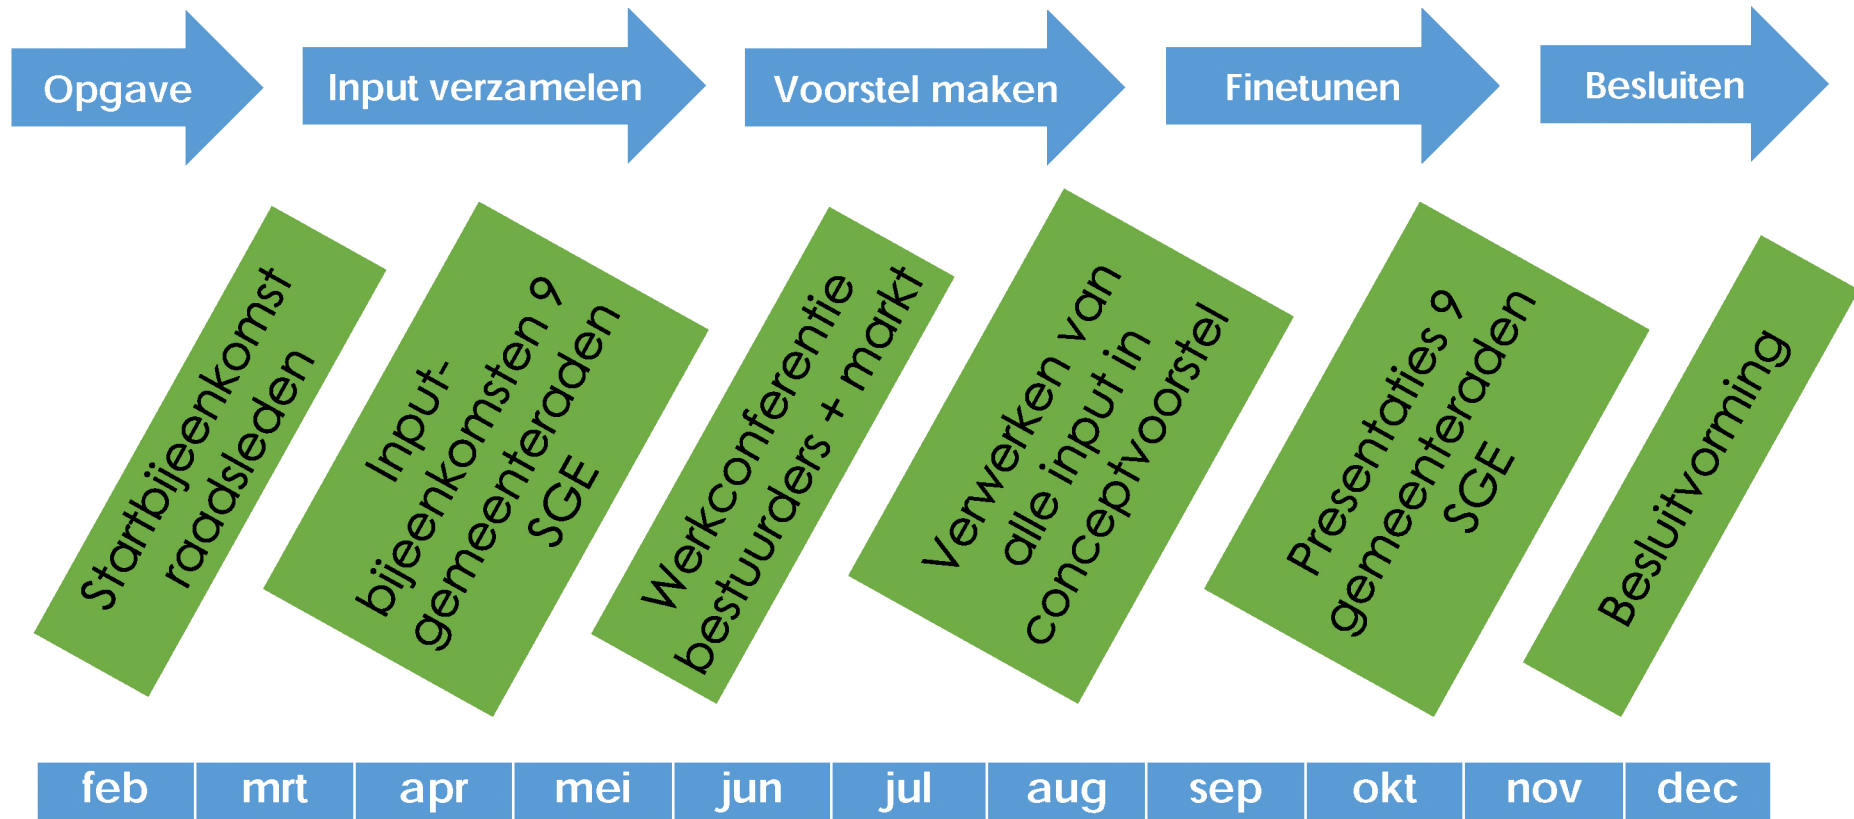 Opgave
Input verzamelen
Voorstel maken
Finetunen
Besluiten
Startbijeenkomst
raadsleden
Input-
bijeenkomsten 9
gemeenteraden
SGE
Werkconferentie
bestuurders + markt
Verwerken van
alle input in
conceptvoorstel
Presentaties 9
gemeenteraden
SGE
Besluitvorming
feb
mrt
apr
mei
jun
jul
aug
sep
okt
nov
dec